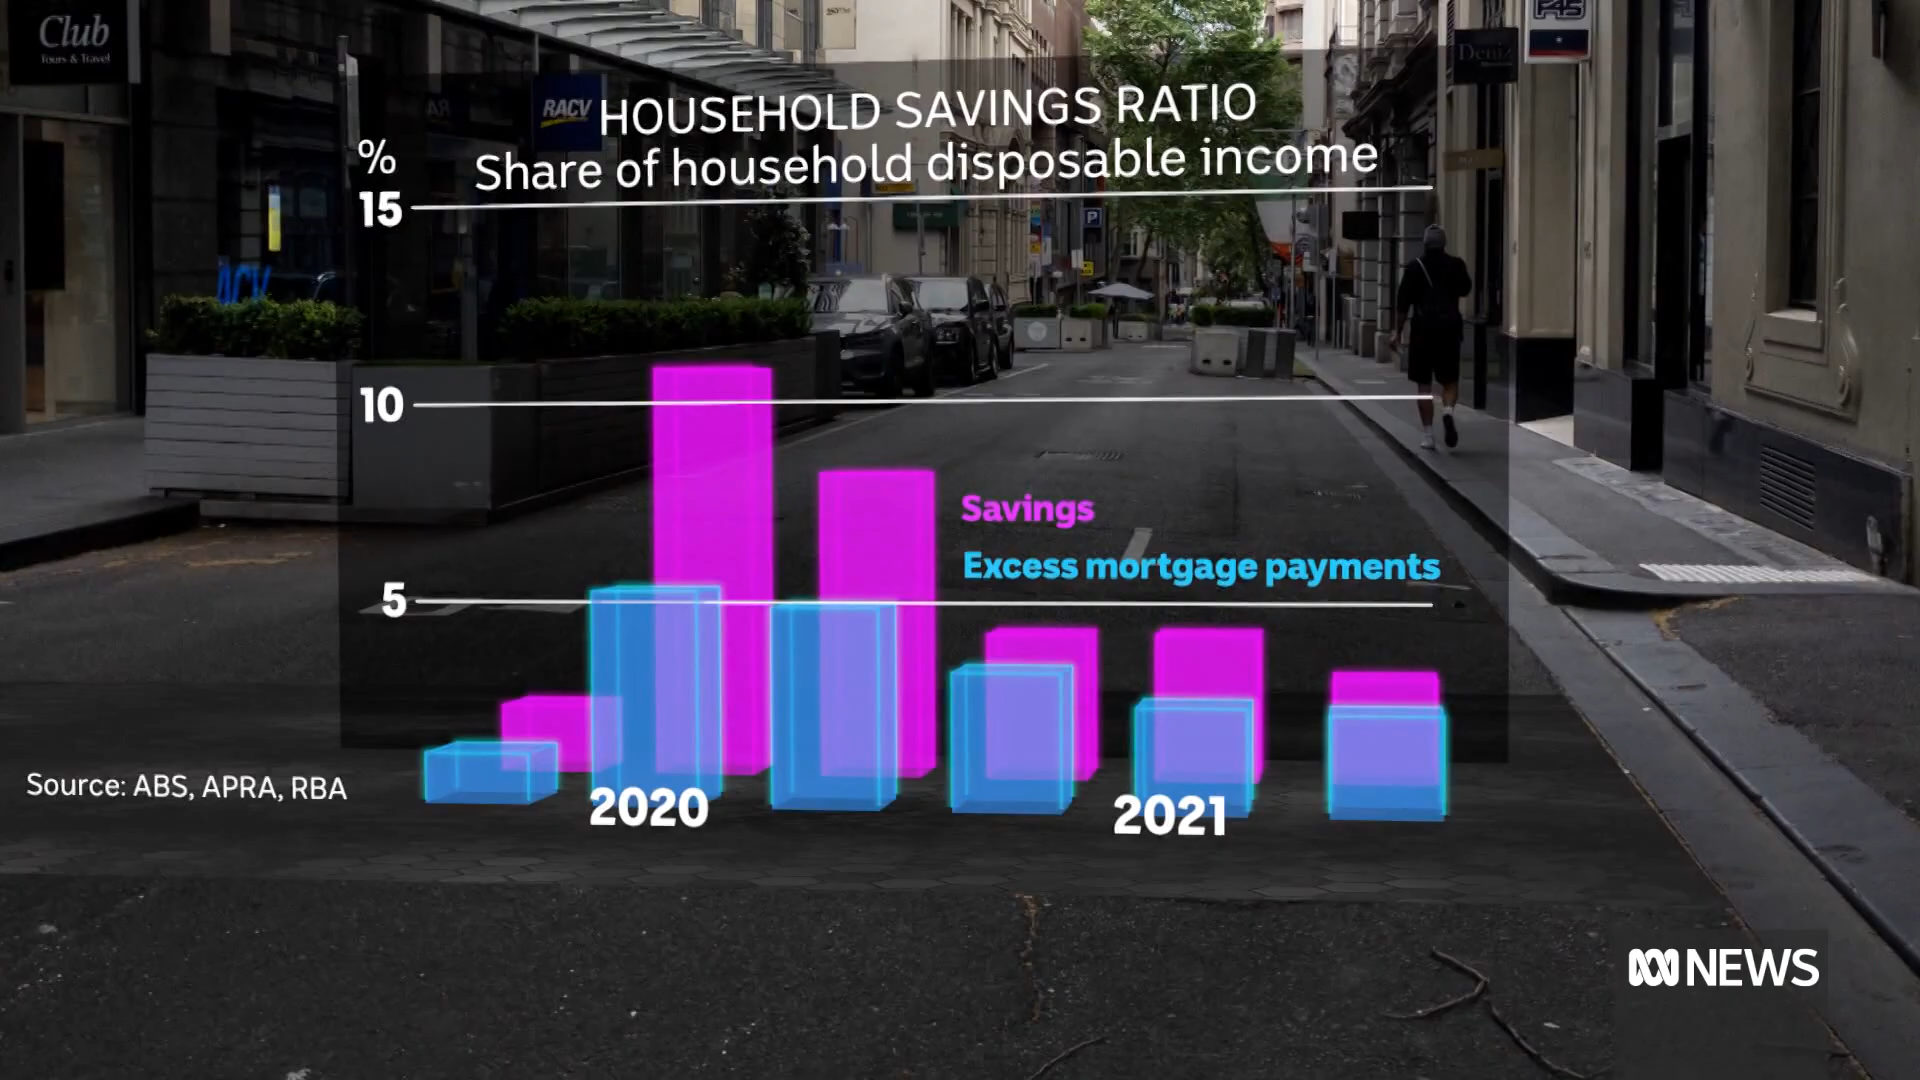 Club
Tours & Travel
RACV
HOUSEHOLD SAVINGS RATIO
Share of household disposable income
%
15
10
5
Deniz
P
Savings
Excess mortgage payments
2020
2021
Source: ABS, APRA, RBA
NEWS